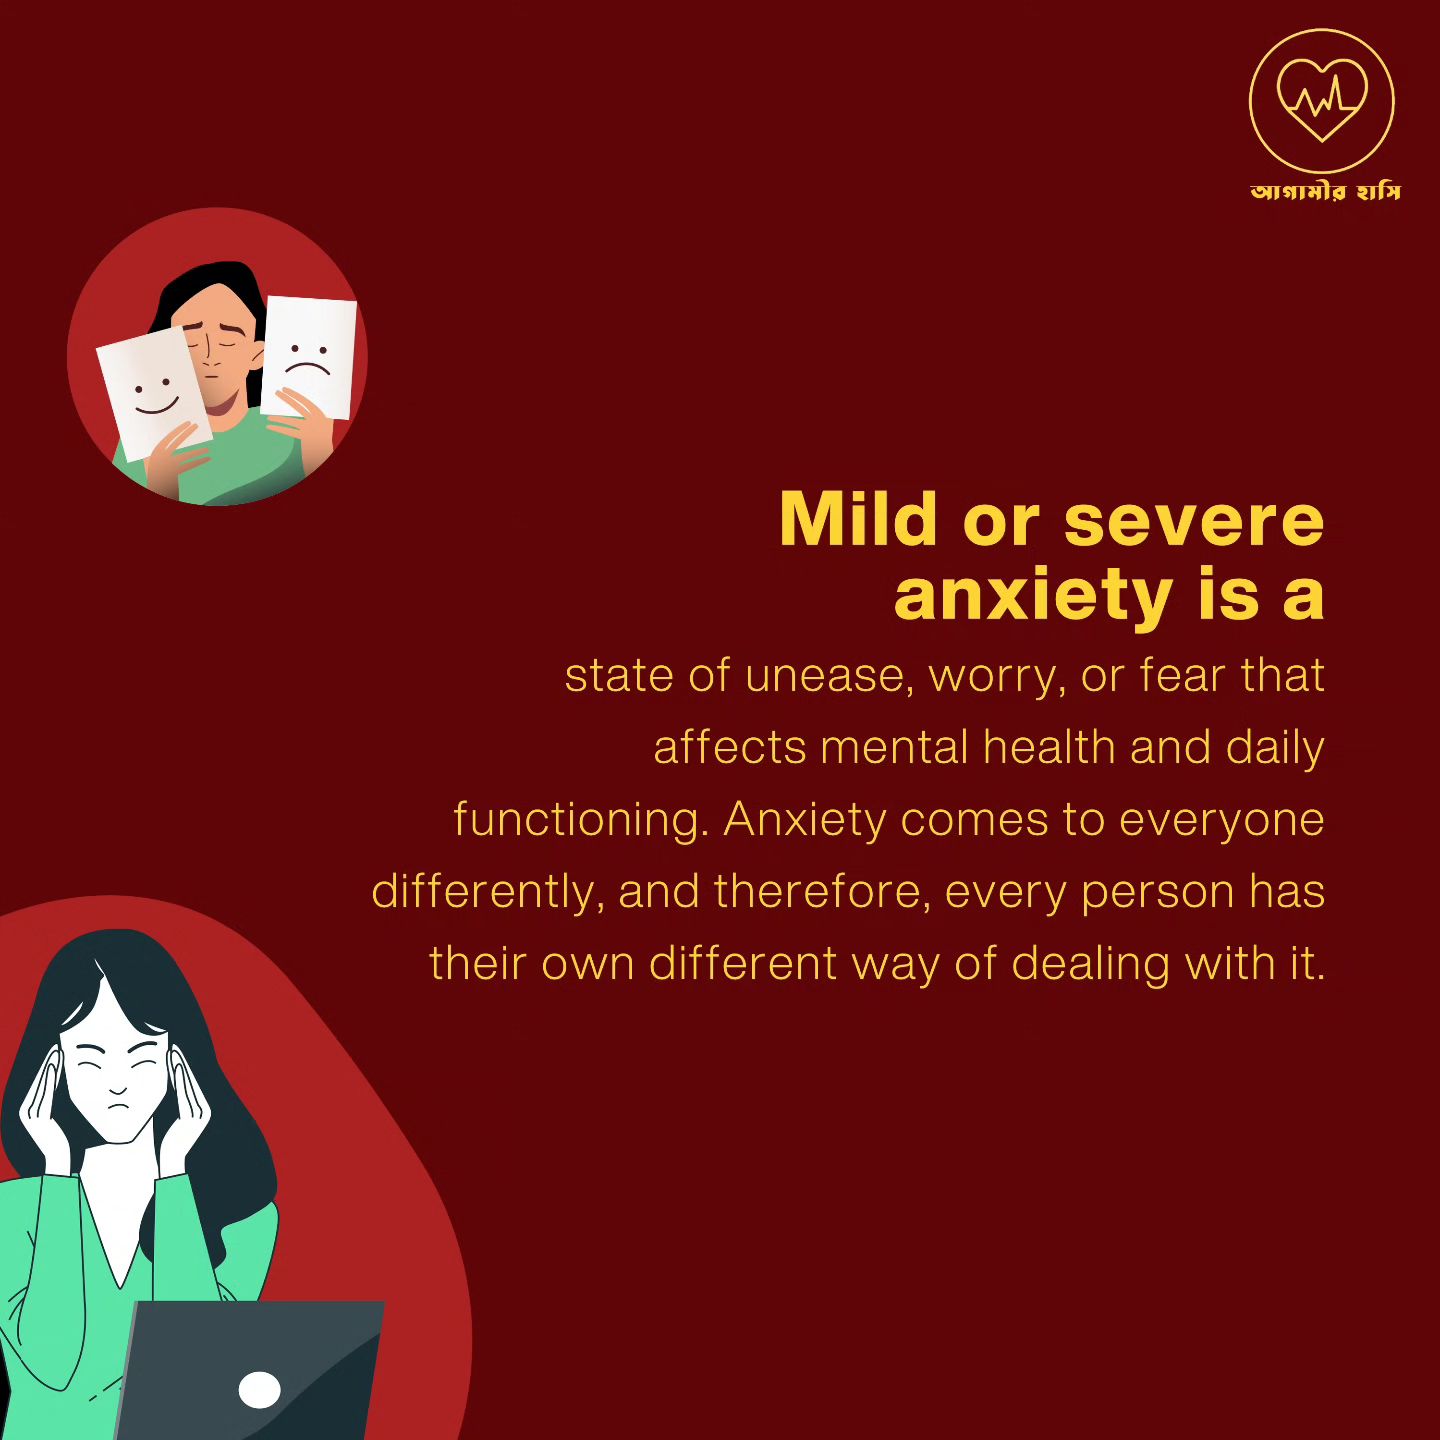 আগামীর হাসি
Mild or severe
anxiety is a
state of unease, worry, or fear that
affects mental health and daily
functioning. Anxiety comes to everyone
differently, and therefore, every person has
their own different way of dealing with it.